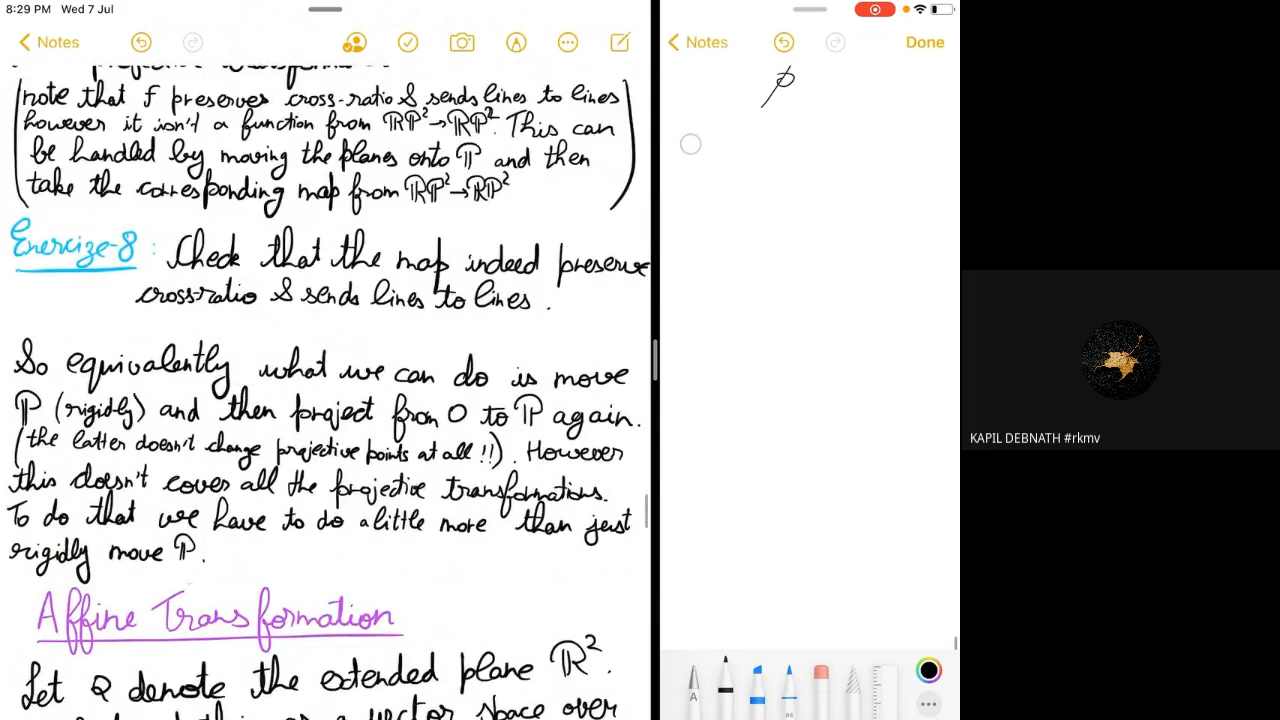 8:29 PM Wed 7 Jul
Notes
Notes
Done
(note that f preserves cross-ratio & sends lines to lines
however it isn't a function from ℝℙ²→ℝℙ². This can
be handled by moving the planes onto ℙ and then
take the corresponding map from ℝℙ²→ℝℙ²)
Exercize-8 : Check that the map indeed preserve
cross-ratio & sends lines to lines.
So equivalently what we can do is move
ℙ (rigidly) and then project from O to ℙ again.
(the latter doesn't change projective points at all !!). However
this doesn't cover all the projective transformations.
To do that we have to do a little more than just
rigidly move ℙ.
Affine Transformation
Let Q denote the extended plane ℝ².
vector space over
KAPIL DEBNATH #rkmv